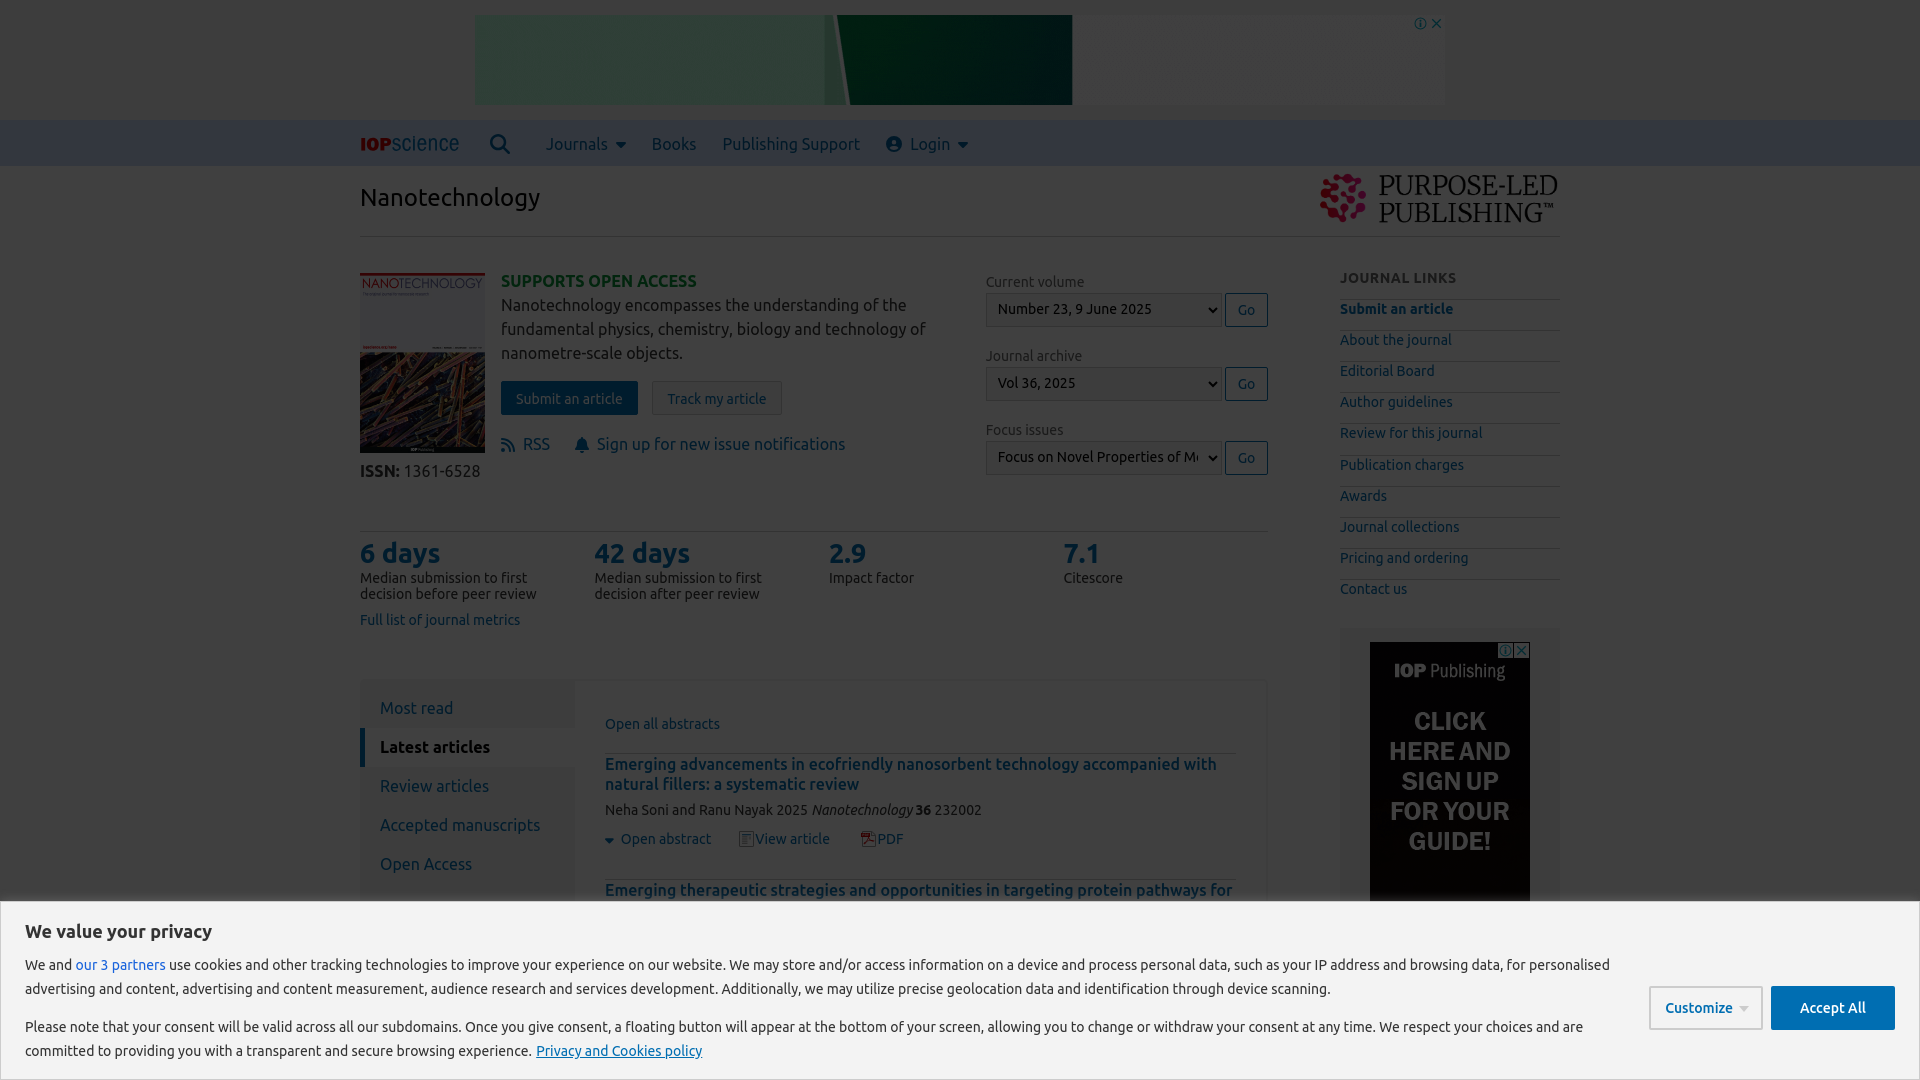 IOPscience
Journals
Books
Publishing Support
Login
Nanotechnology
PURPOSE-LED
PUBLISHING™
NANOTECHNOLOGY
SUPPORTS OPEN ACCESS
Nanotechnology encompasses the understanding of the
fundamental physics, chemistry, biology and technology of
nanometre-scale objects.
Submit an article
Track my article
RSS
Sign up for new issue notifications
ISSN: 1361-6528
Current volume
Number 23, 9 June 2025
Go
Journal archive
Vol 36, 2025
Go
Focus issues
Focus on Novel Properties of Me
Go
JOURNAL LINKS
Submit an article
About the journal
Editorial Board
Author guidelines
Review for this journal
Publication charges
Awards
Journal collections
Pricing and ordering
Contact us
6 days
Median submission to first
decision before peer review
42 days
Median submission to first
decision after peer review
2.9
Impact factor
7.1
Citescore
Full list of journal metrics
Most read
Latest articles
Review articles
Accepted manuscripts
Open Access
Open all abstracts
Emerging advancements in ecofriendly nanosorbent technology accompanied with
natural fillers: a systematic review
Neha Soni and Ranu Nayak 2025 Nanotechnology 36 232002
Open abstract
View article
PDF
Emerging therapeutic strategies and opportunities in targeting protein pathways for
IOP Publishing
CLICK
HERE AND
SIGN UP
FOR YOUR
GUIDE!
We value your privacy
We and our 3 partners use cookies and other tracking technologies to improve your experience on our website. We may store and/or access information on a device and process personal data, such as your IP address and browsing data, for personalised
advertising and content, advertising and content measurement, audience research and services development. Additionally, we may utilize precise geolocation data and identification through device scanning.
Please note that your consent will be valid across all our subdomains. Once you give consent, a floating button will appear at the bottom of your screen, allowing you to change or withdraw your consent at any time. We respect your choices and are
committed to providing you with a transparent and secure browsing experience. Privacy and Cookies policy
Customize
Accept All